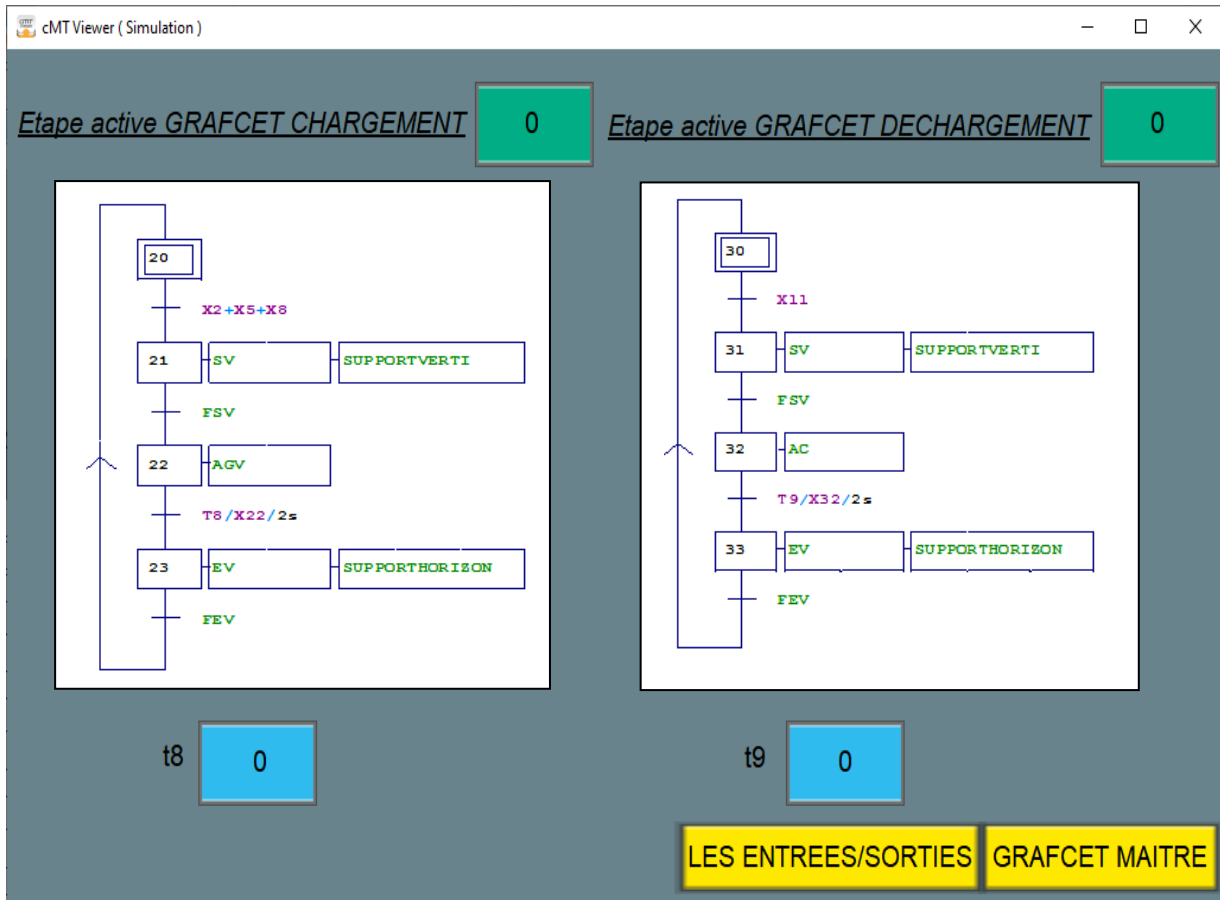 cMT Viewer ( Simulation )
Etape active GRAFCET CHARGEMENT
0
Etape active GRAFCET DECHARGEMENT
0
20
X2+X5+X8
21 SV SUPPORTVERTI
FSV
22 AGV
T8/X22/2s
23 EV SUPPORTHORIZON
FEV
30
X11
31 SV SUPPORTVERTI
FSV
32 AC
T9/X32/2s
33 EV SUPPORTHORIZON
FEV
t8 0
t9 0
LES ENTREES/SORTIES
GRAFCET MAITRE